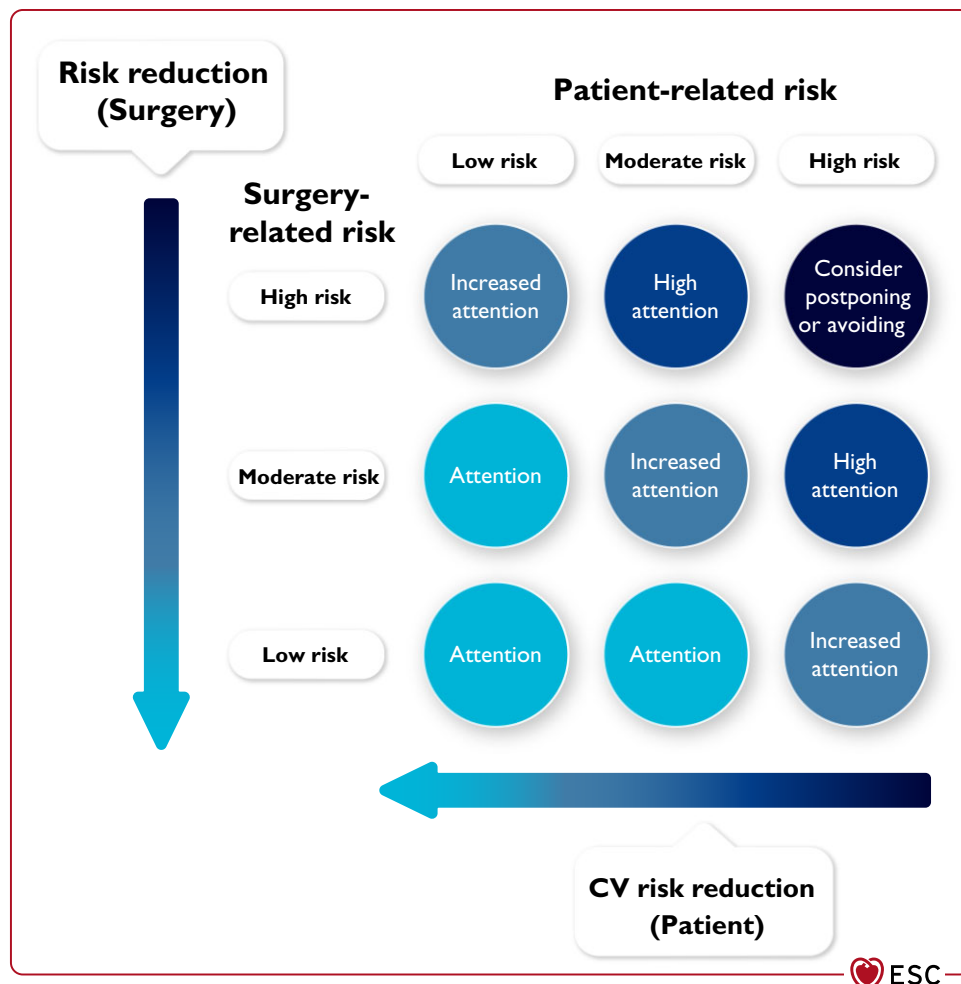 Risk reduction
(Surgery)
Patient-related risk
Low risk
Moderate risk
High risk
Surgery-
related risk
High risk
Increased
attention
High
attention
Consider
postponing
or avoiding
Moderate risk
Attention
Increased
attention
High
attention
Low risk
Attention
Attention
Increased
attention
CV risk reduction
(Patient)
ESC